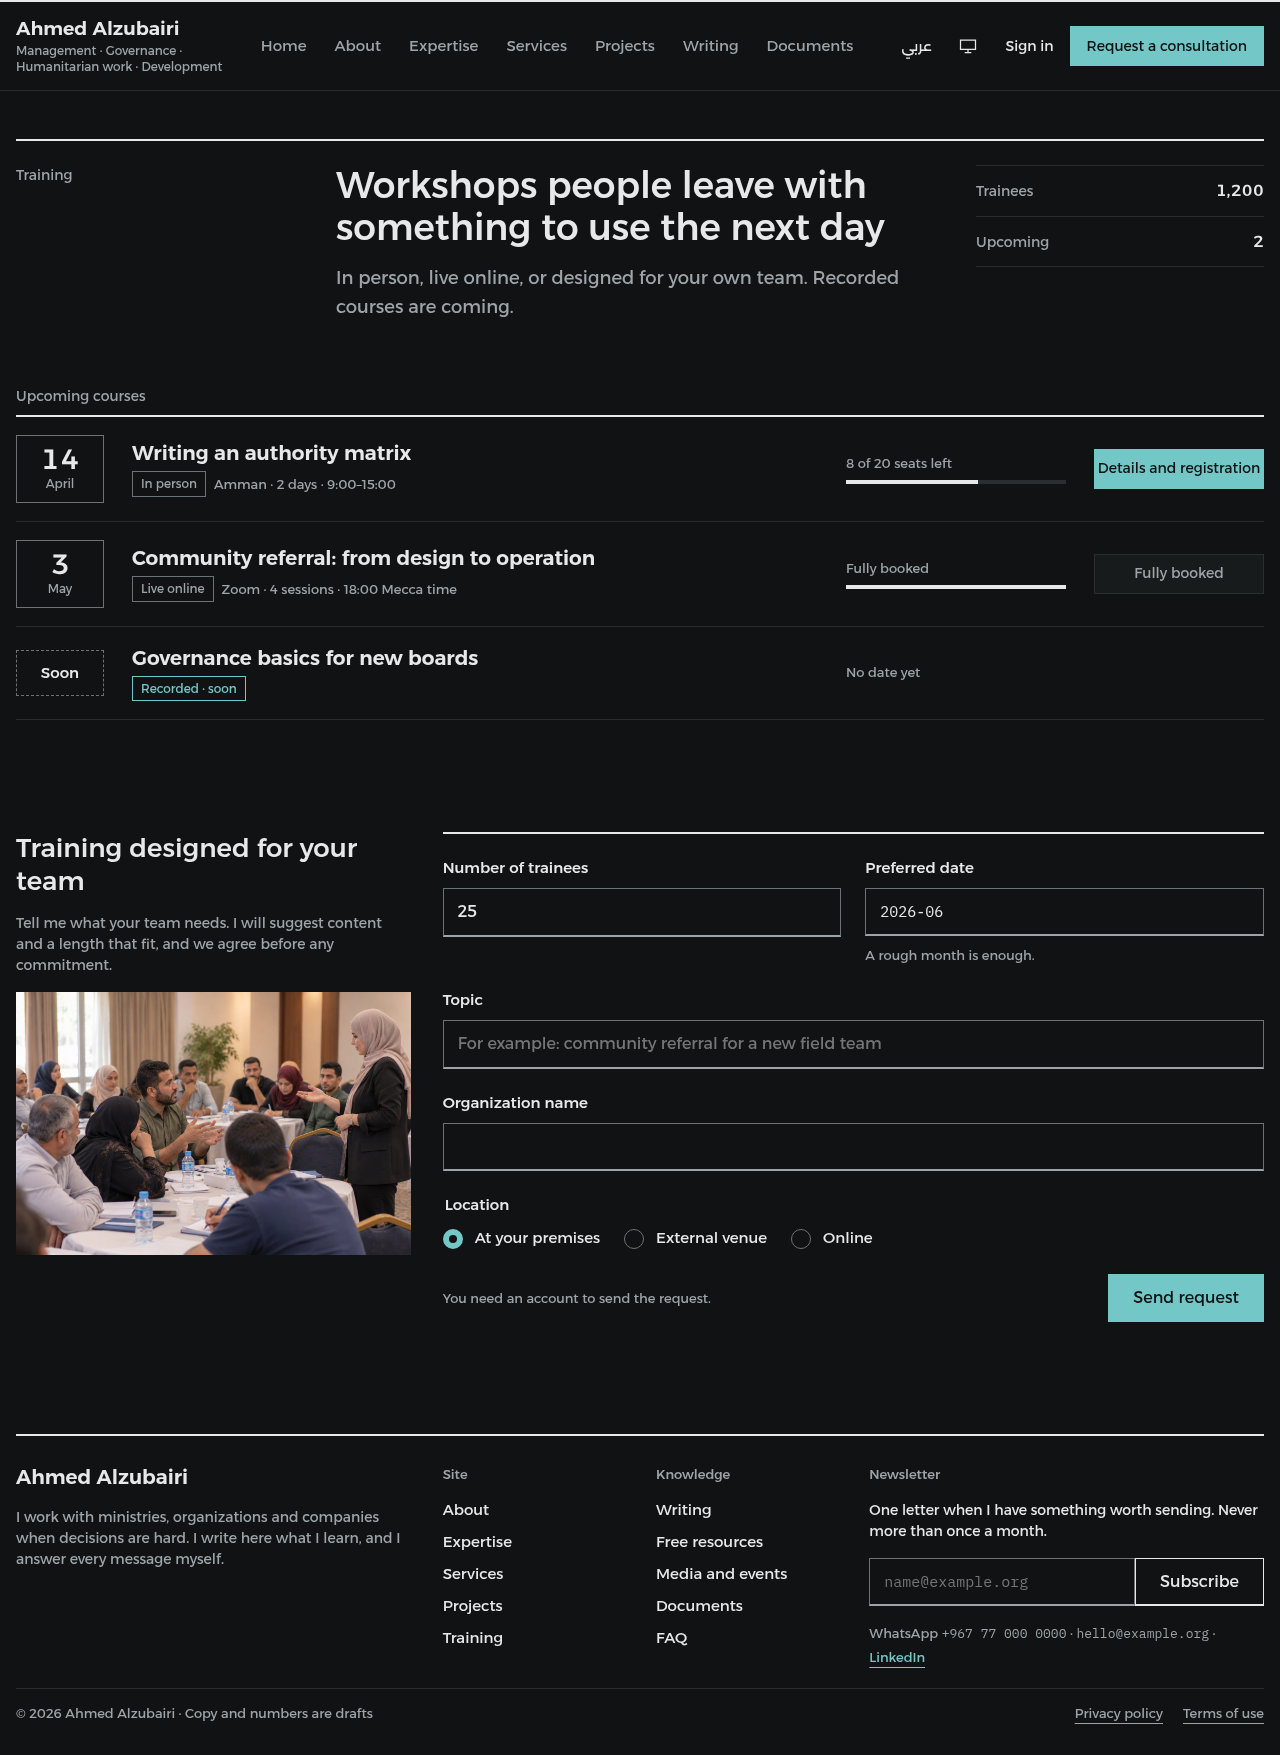 Ahmed Alzubairi
Management · Governance ·
Humanitarian work · Development
Home About Expertise Services Projects Writing Documents
عربي
Sign in
Request a consultation
Training
Workshops people leave with
something to use the next day
In person, live online, or designed for your own team. Recorded
courses are coming.
Trainees 1,200
Upcoming 2
Upcoming courses
14
April
Writing an authority matrix
In person Amman · 2 days · 9:00–15:00
8 of 20 seats left
Details and registration
3
May
Community referral: from design to operation
Live online Zoom · 4 sessions · 18:00 Mecca time
Fully booked
Fully booked
Soon
Governance basics for new boards
Recorded · soon
No date yet
Training designed for your
team
Tell me what your team needs. I will suggest content
and a length that fit, and we agree before any
commitment.
Number of trainees
25
Preferred date
2026-06
A rough month is enough.
Topic
For example: community referral for a new field team
Organization name
Location
At your premises External venue Online
You need an account to send the request.
Send request
Ahmed Alzubairi
I work with ministries, organizations and companies
when decisions are hard. I write here what I learn, and I
answer every message myself.
Site
About
Expertise
Services
Projects
Training
Knowledge
Writing
Free resources
Media and events
Documents
FAQ
Newsletter
One letter when I have something worth sending. Never
more than once a month.
name@example.org
Subscribe
WhatsApp +967 77 000 0000 · hello@example.org ·
LinkedIn
© 2026 Ahmed Alzubairi · Copy and numbers are drafts
Privacy policy Terms of use